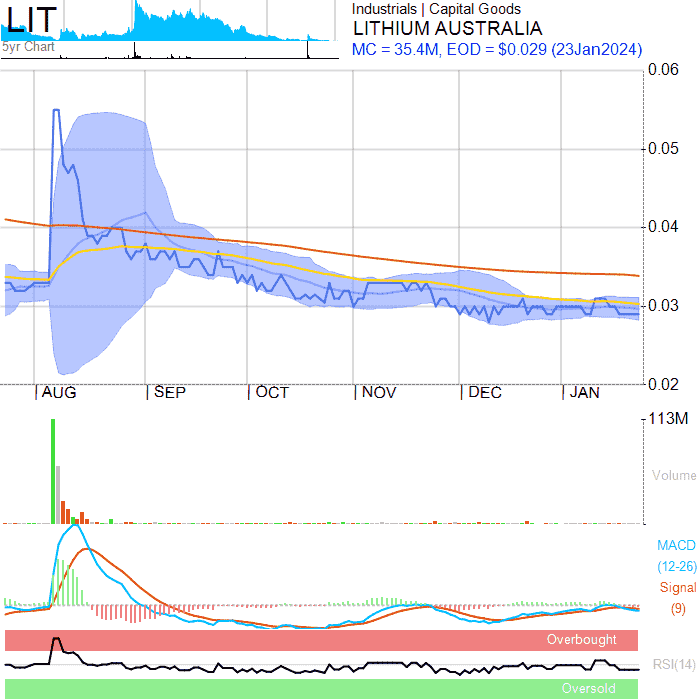 LIT
5yr Chart
Industrials | Capital Goods
LITHIUM AUSTRALIA
MC = 35.4M, EOD = $0.029 (23Jan2024)
0.06
0.05
0.04
0.03
0.02
AUG SEP OCT NOV DEC JAN
113M
Volume
MACD
(12-26)
Signal
(9)
Overbought
RSI(14)
Oversold